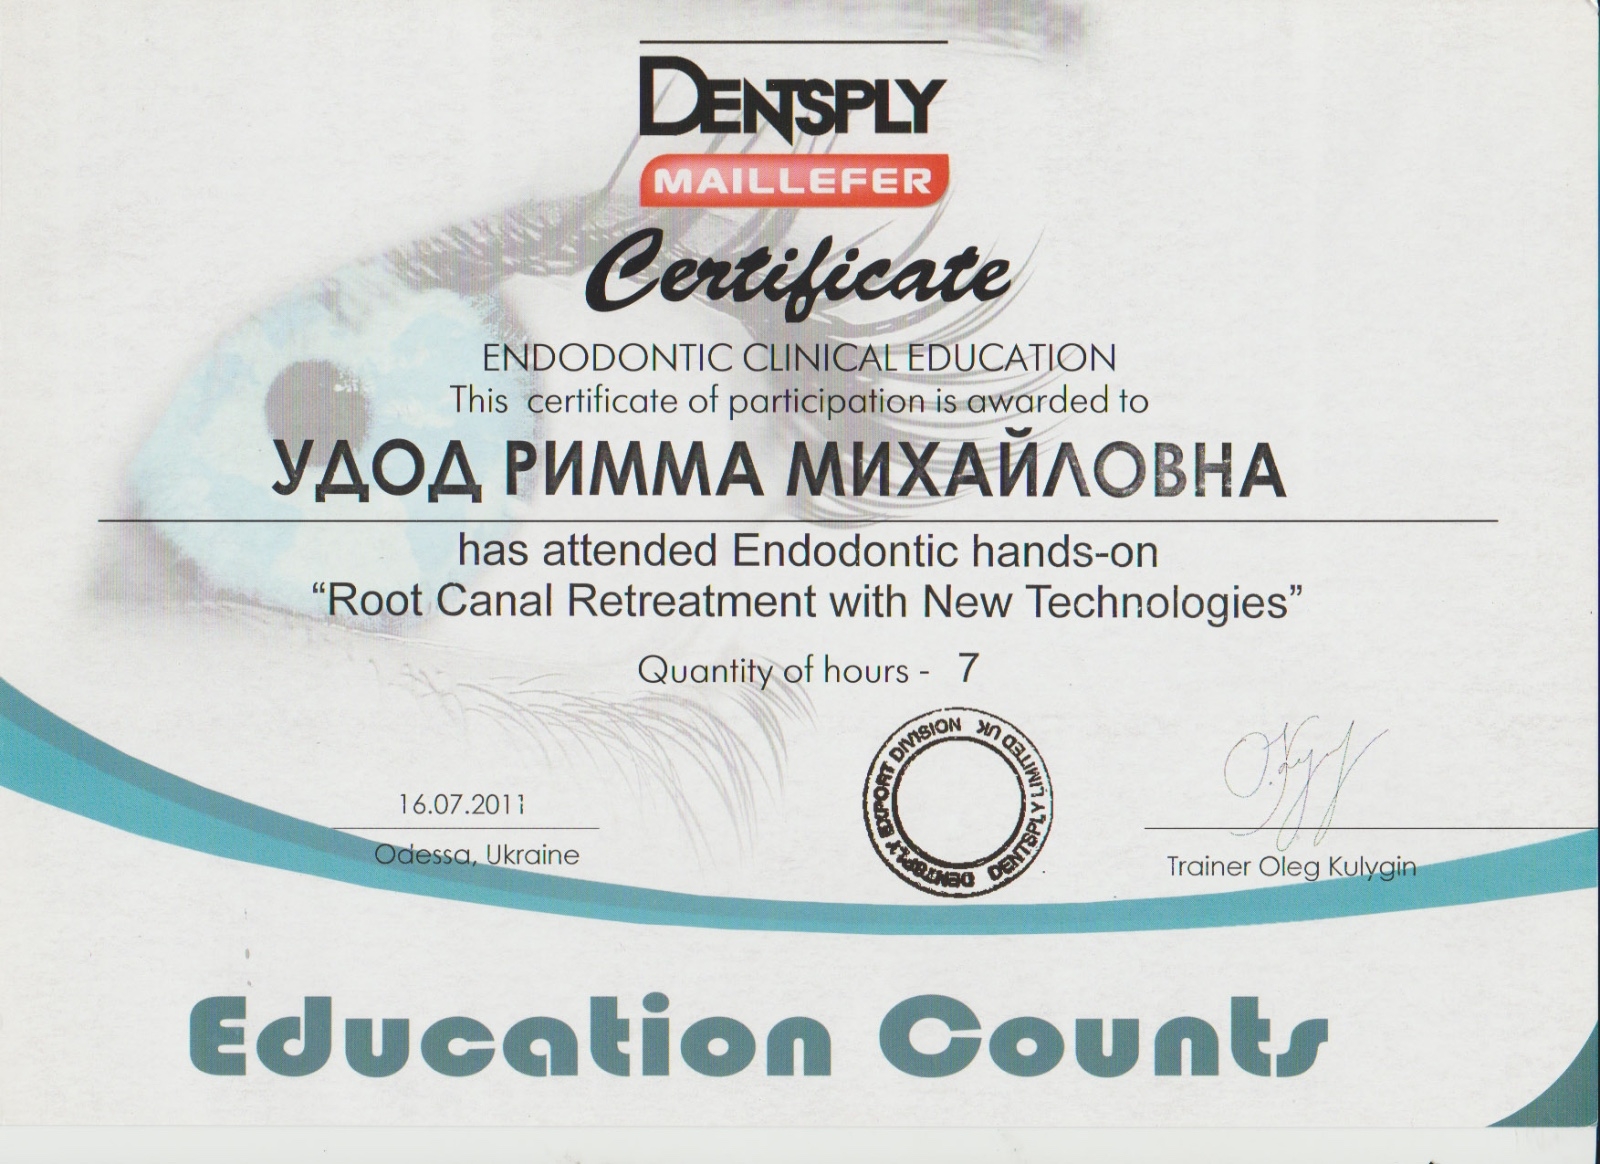 DENTSPLY
MAILLEFER
Certificate
ENDODONTIC CLINICAL EDUCATION
This certificate of participation is awarded to
УДОД РИММА МИХАЙЛОВНА
has attended Endodontic hands-on
“Root Canal Retreatment with New Technologies”
Quantity of hours - 7
DENTSPLY EXPORT DIVISION
DENTSPLY LIMITED UK
16.07.2011
Odessa, Ukraine
Trainer Oleg Kulygin
Education Counts